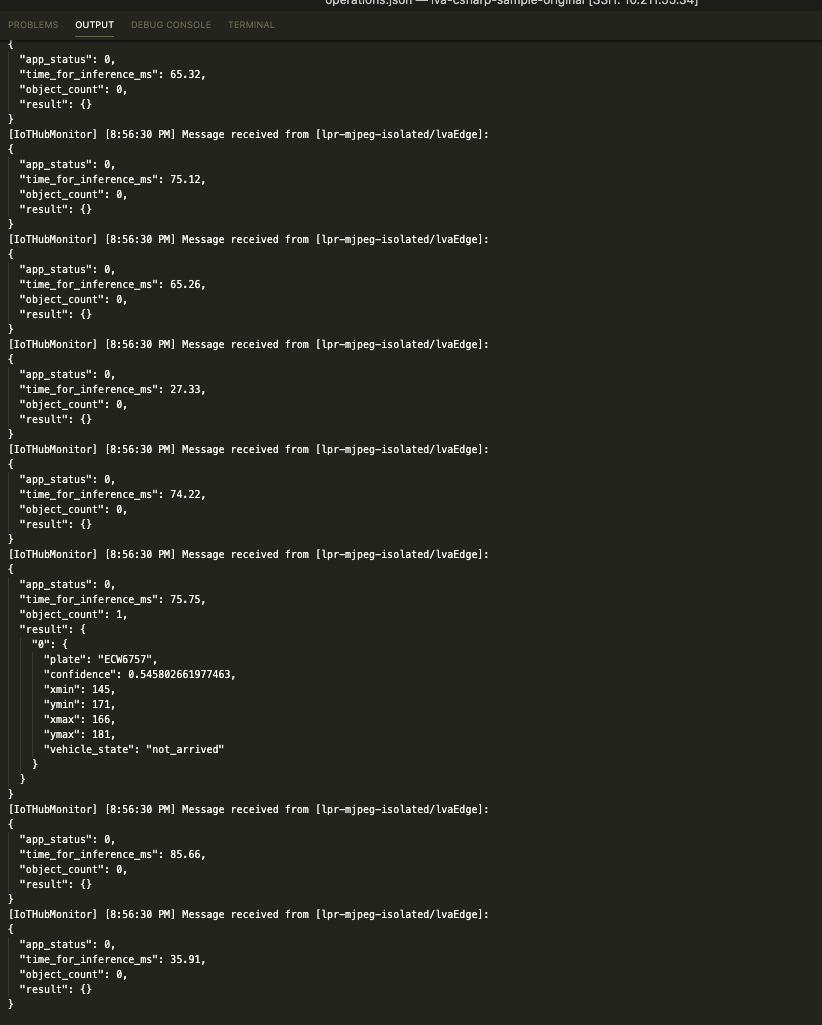 operations.json — lva-csharp-sample-original [SSH: 10.211.55.34]
PROBLEMS OUTPUT DEBUG CONSOLE TERMINAL
{
"app_status": 0,
"time_for_inference_ms": 65.32,
"object_count": 0,
"result": {}
}
[IoTHubMonitor] [8:56:30 PM] Message received from [lpr-mjpeg-isolated/lvaEdge]:
{
"app_status": 0,
"time_for_inference_ms": 75.12,
"object_count": 0,
"result": {}
}
[IoTHubMonitor] [8:56:30 PM] Message received from [lpr-mjpeg-isolated/lvaEdge]:
{
"app_status": 0,
"time_for_inference_ms": 65.26,
"object_count": 0,
"result": {}
}
[IoTHubMonitor] [8:56:30 PM] Message received from [lpr-mjpeg-isolated/lvaEdge]:
{
"app_status": 0,
"time_for_inference_ms": 27.33,
"object_count": 0,
"result": {}
}
[IoTHubMonitor] [8:56:30 PM] Message received from [lpr-mjpeg-isolated/lvaEdge]:
{
"app_status": 0,
"time_for_inference_ms": 74.22,
"object_count": 0,
"result": {}
}
[IoTHubMonitor] [8:56:30 PM] Message received from [lpr-mjpeg-isolated/lvaEdge]:
{
"app_status": 0,
"time_for_inference_ms": 75.75,
"object_count": 1,
"result": {
"0": {
"plate": "ECW6757",
"confidence": 0.545802661977463,
"xmin": 145,
"ymin": 171,
"xmax": 166,
"ymax": 181,
"vehicle_state": "not_arrived"
}
}
}
[IoTHubMonitor] [8:56:30 PM] Message received from [lpr-mjpeg-isolated/lvaEdge]:
{
"app_status": 0,
"time_for_inference_ms": 85.66,
"object_count": 0,
"result": {}
}
[IoTHubMonitor] [8:56:30 PM] Message received from [lpr-mjpeg-isolated/lvaEdge]:
{
"app_status": 0,
"time_for_inference_ms": 35.91,
"object_count": 0,
"result": {}
}